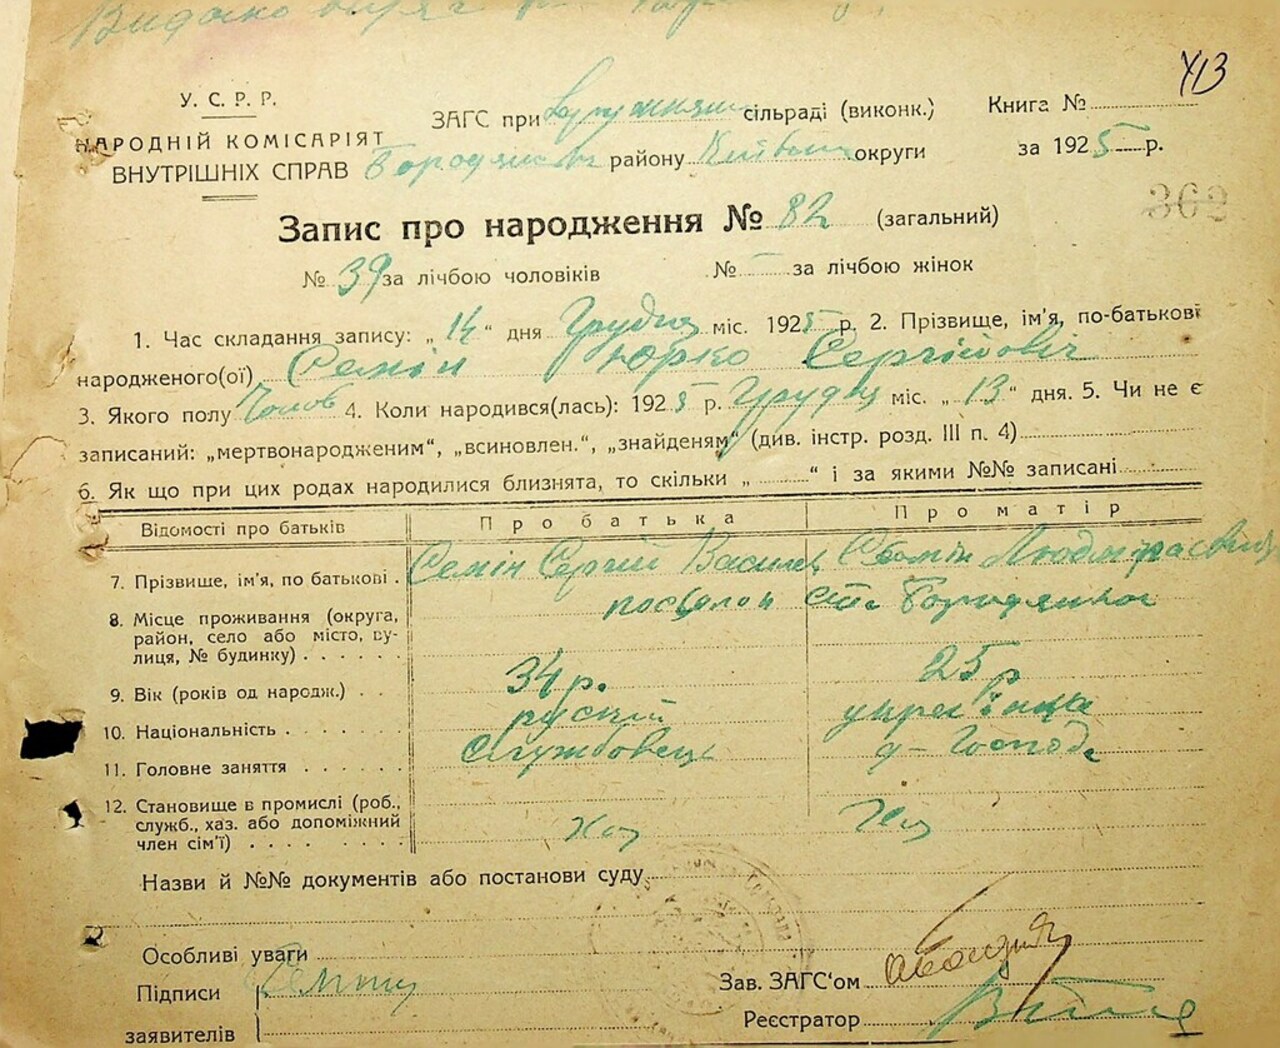 Видано
У. С. Р. Р.
НАРОДНІЙ КОМІСАРІЯТ
ВНУТРІШНІХ СПРАВ
413
ЗАГС при сільраді (виконк.) Книга №
району округи за 1925 р.
362
Запис про народження № 82 (загальний)
№ 39 за лічбою чоловіків № - за лічбою жінок
1. Час складання запису: „14“ дня Грудня міс. 1925 р. 2. Прізвище, ім'я, по-батькові
народженого(ої) Семін Юрко Сергійович
3. Якого полу Чолов 4. Коли народився(лась): 1925 р. Грудня міс. „13“ дня. 5. Чи не є
записаний: „мертвонародженим“, „всиновлен.“, „знайденям“ (див. інстр. розд. III п. 4)
6. Як що при цих родах народилися близнята, то скільки „ “ і за якими №№ записані
Відомості про батьків Про батька Про матір
7. Прізвище, ім'я, по батькові . Семін Сергій Василев Семін
8. Місце проживання (округа, район, село або місто, вулиця, № будинку) . . . . . . ст.
9. Вік (років од народж.) . . 34 р. 25 р
10. Національність . . . . . . руский українка
11. Головне заняття . . . . . . Службовець д-Господ
12. Становище в промислі (роб., служб., хаз. або допоміжний член сім'ї) . . . . . . . . .
Назви й №№ документів або постанови суду
Особливі уваги
Підписи Семин
заявителів
Зав. ЗАГС'ом
Реєстратор